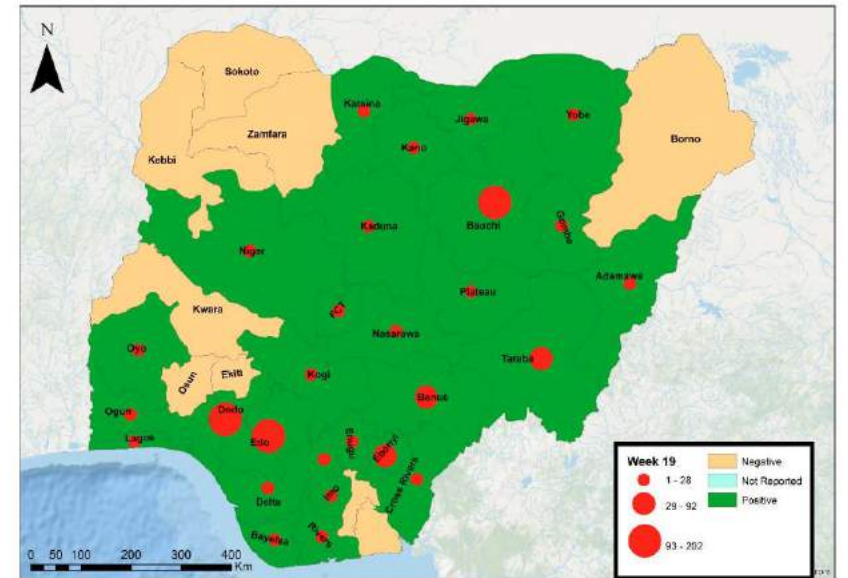 N
Sokoto
Katsina
Jigawa
Yobe
Zamfara
Borno
Kano
Kebbi
Kaduna
Bauchi
Gombe
Niger
Adamawa
Plateau
Kwara
FCT
Nasarawa
Oyo
Taraba
Osun
Ekiti
Kogi
Benue
Ogun
Ondo
Lagos
Edo
Enugu
Ebonyi
Cross Rivers
Delta
Imo
Bayelsa
Rivers
Week 19
1 - 28
29 - 92
93 - 202
Negative
Not Reported
Positive
0 50 100 200 300 400
Km